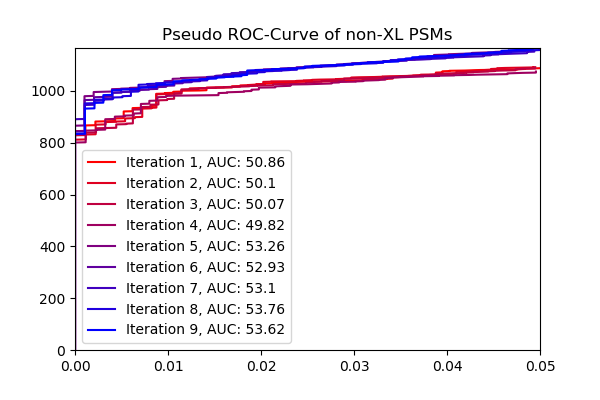 Pseudo ROC-Curve of non-XL PSMs
1000
800
600
400
200
0
Iteration 1, AUC: 50.86
Iteration 2, AUC: 50.1
Iteration 3, AUC: 50.07
Iteration 4, AUC: 49.82
Iteration 5, AUC: 53.26
Iteration 6, AUC: 52.93
Iteration 7, AUC: 53.1
Iteration 8, AUC: 53.76
Iteration 9, AUC: 53.62
0.00 0.01 0.02 0.03 0.04 0.05